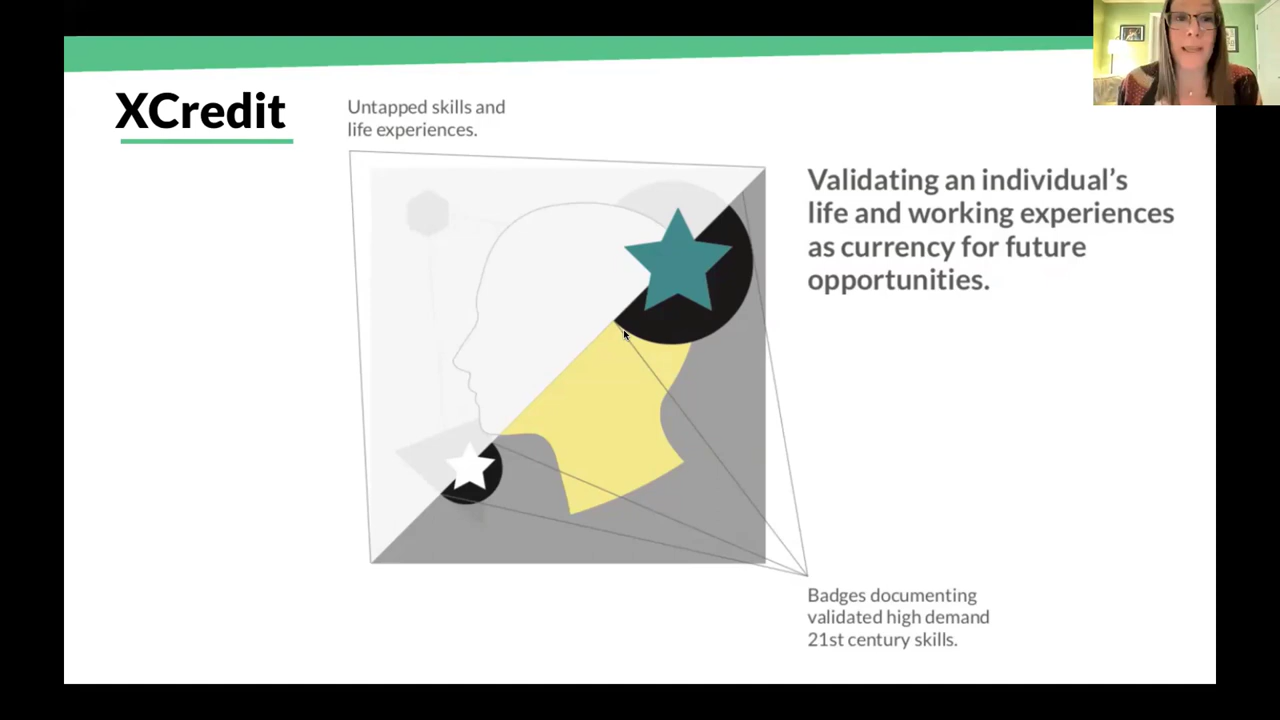 XCredit
Untapped skills and
life experiences.
Validating an individual’s
life and working experiences
as currency for future
opportunities.
Badges documenting
validated high demand
21st century skills.